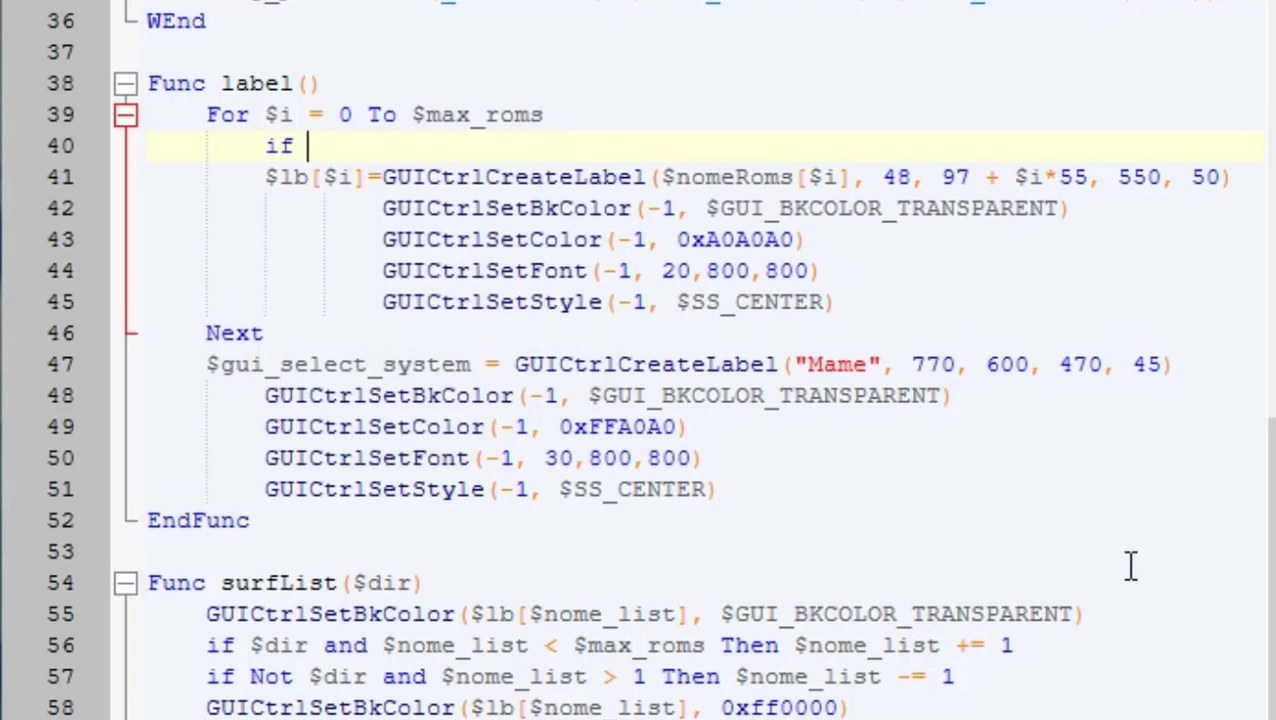 36 WEnd
37
38 Func label()
39 For $i = 0 To $max_roms
40 if
41 $lb[$i]=GUICtrlCreateLabel($nomeRoms[$i], 48, 97 + $i*55, 550, 50)
42 GUICtrlSetBkColor(-1, $GUI_BKCOLOR_TRANSPARENT)
43 GUICtrlSetColor(-1, 0xA0A0A0)
44 GUICtrlSetFont(-1, 20,800,800)
45 GUICtrlSetStyle(-1, $SS_CENTER)
46 Next
47 $gui_select_system = GUICtrlCreateLabel("Mame", 770, 600, 470, 45)
48 GUICtrlSetBkColor(-1, $GUI_BKCOLOR_TRANSPARENT)
49 GUICtrlSetColor(-1, 0xFFA0A0)
50 GUICtrlSetFont(-1, 30,800,800)
51 GUICtrlSetStyle(-1, $SS_CENTER)
52 EndFunc
53
54 Func surfList($dir)
55 GUICtrlSetBkColor($lb[$nome_list], $GUI_BKCOLOR_TRANSPARENT)
56 if $dir and $nome_list < $max_roms Then $nome_list += 1
57 if Not $dir and $nome_list > 1 Then $nome_list -= 1
58 GUICtrlSetBkColor($lb[$nome_list], 0xff0000)